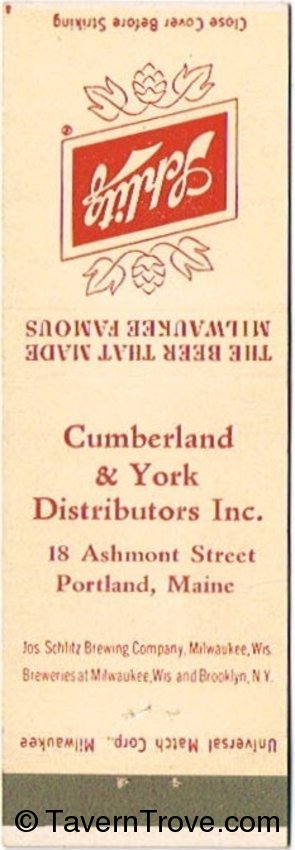 Close Cover Before Striking
Schlitz
®
THE BEER THAT MADE
MILWAUKEE FAMOUS
Cumberland
& York
Distributors Inc.
18 Ashmont Street
Portland, Maine
Jos. Schlitz Brewing Company, Milwaukee, Wis.
Breweries at Milwaukee, Wis. and Brooklyn, N.Y.
Universal Match Corp., Milwaukee
© TavernTrove.com